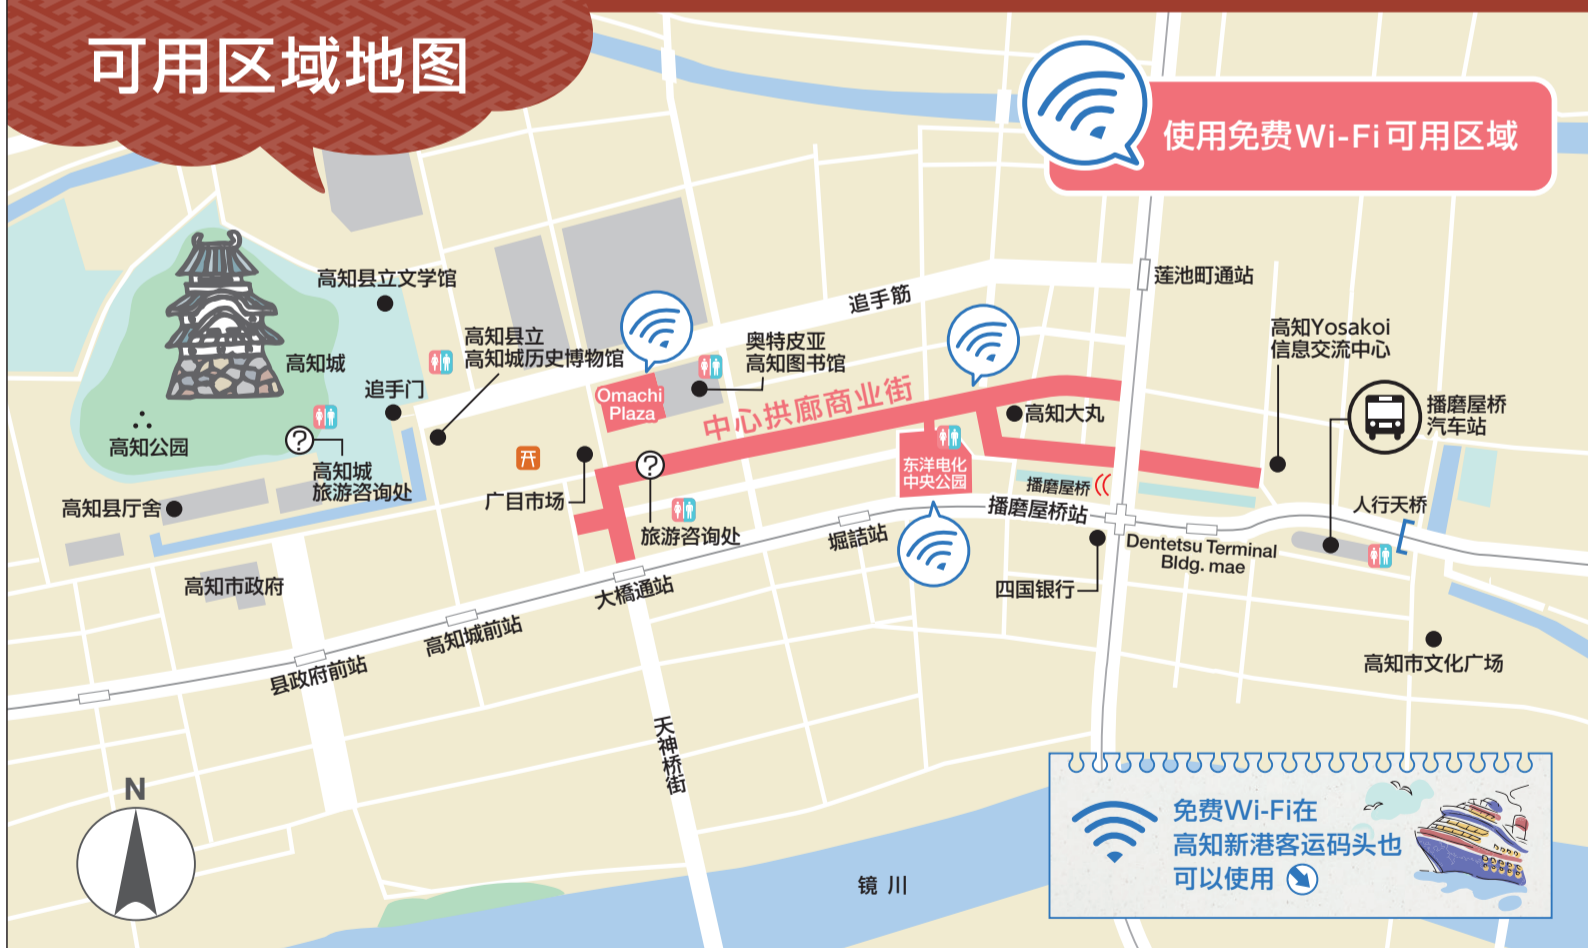 可用区域地图
使用免费Wi-Fi可用区域
莲池町通站
高知县立文学馆
追手筋
高知县立
高知城历史博物馆
奥特皮亚
高知图书馆
高知Yosakoi
信息交流中心
高知城
追手门
Omachi
Plaza
中心拱廊商业街
高知大丸
播磨屋桥
汽车站
高知公园
?
高知城
旅游咨询处
?
东洋电化
中央公园
播磨屋桥
广目市场
高知县厅舍
旅游咨询处
堀詰站
播磨屋桥站
人行天桥
Dentetsu Terminal
Bldg. mae
高知市政府
大橋通站
四国银行
高知城前站
县政府前站
高知市文化广场
天神桥街
N
镜川
免费Wi-Fi在
高知新港客运码头也
可以使用